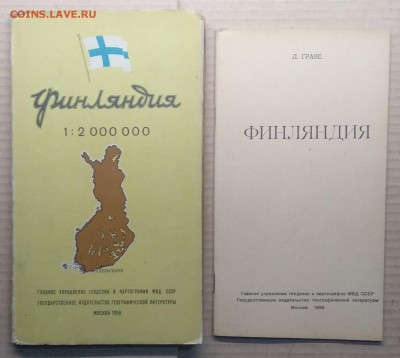 COINS.LAVE.RU
Финляндия
1:2 000 000
ХЕЛЬСИНКИ
ГЛАВНОЕ УПРАВЛЕНИЕ ГЕОДЕЗИИ И КАРТОГРАФИИ МВД СССР
ГОСУДАРСТВЕННОЕ ИЗДАТЕЛЬСТВО ГЕОГРАФИЧЕСКОЙ ЛИТЕРАТУРЫ
МОСКВА 1956
Л. ГРАВЕ
ФИНЛЯНДИЯ
Главное управление геодезии и картографии МВД СССР
Государственное издательство географической литературы
Москва 1956